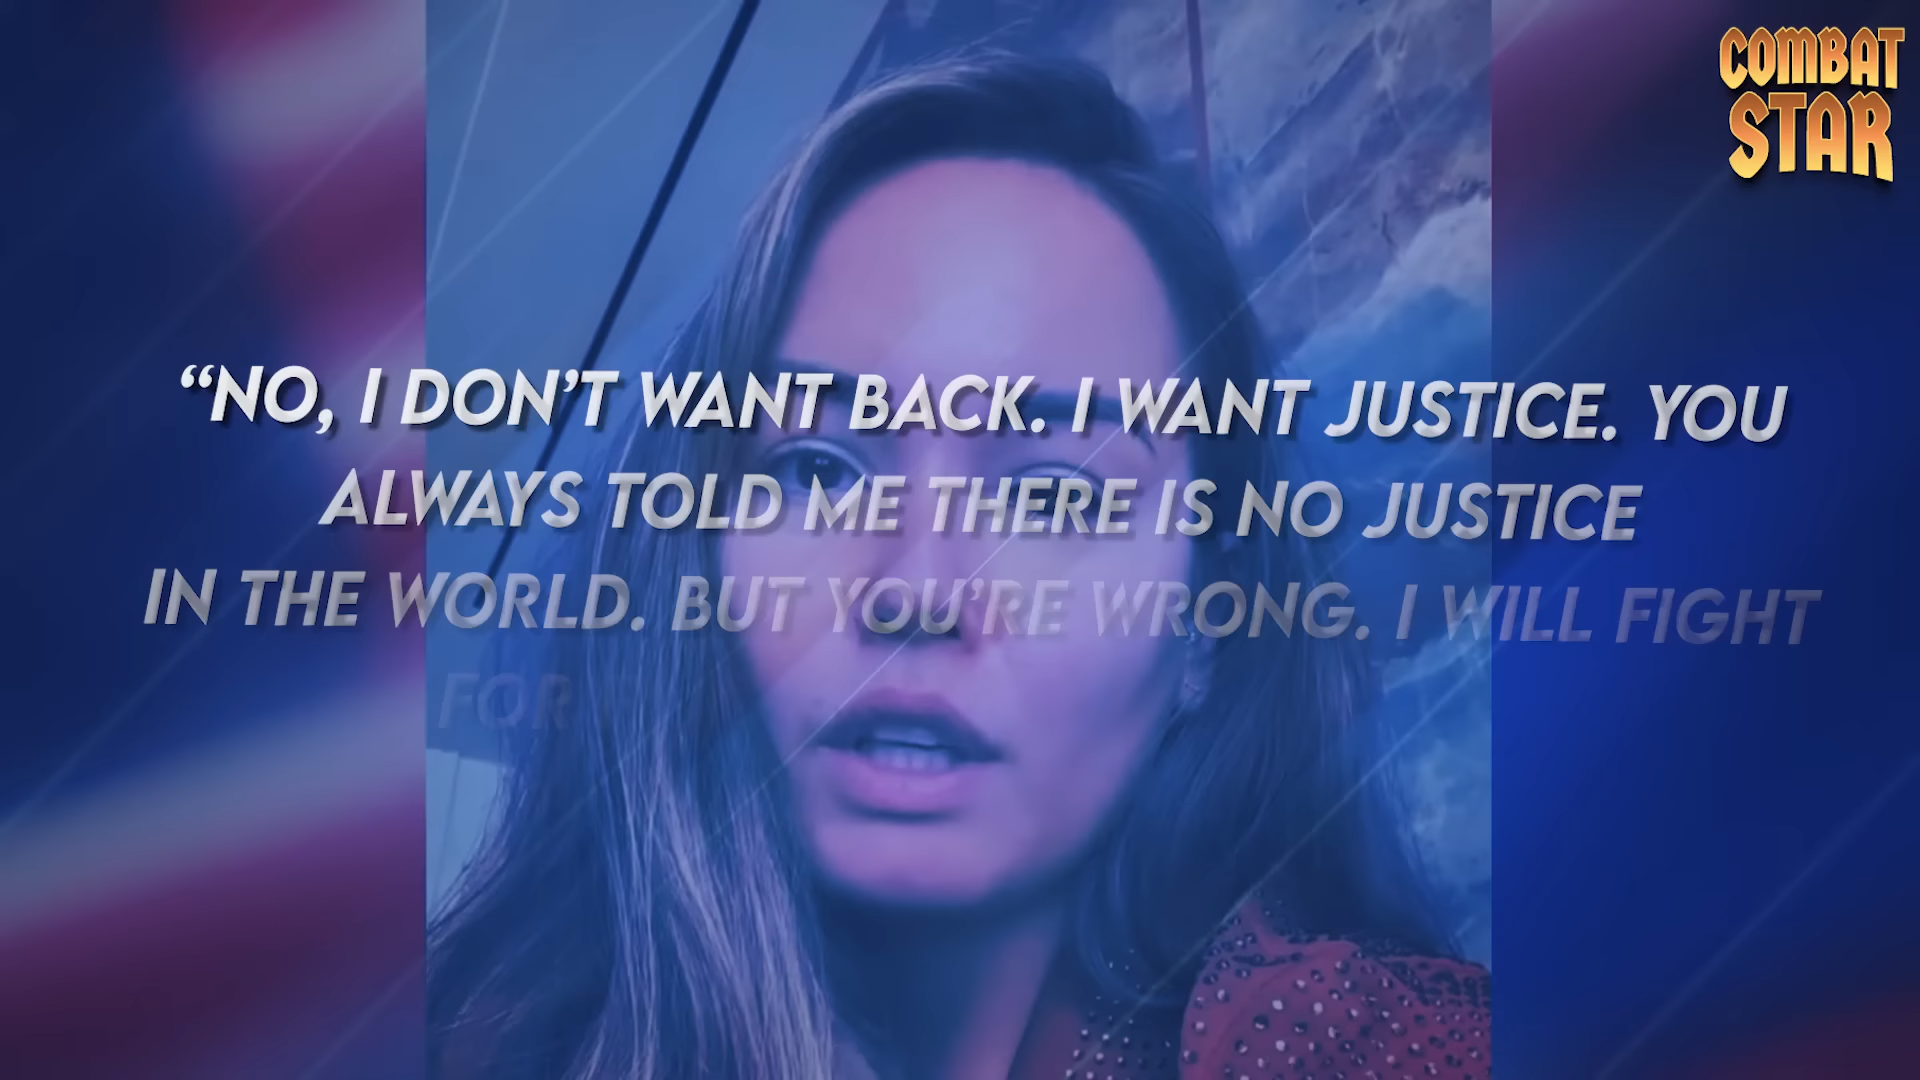 COMBAT
STAR
“NO, I DON’T WANT BACK. I WANT JUSTICE. YOU
ALWAYS TOLD ME THERE IS NO JUSTICE
IN THE WORLD. BUT YOU’RE WRONG. I WILL FIGHT
FOR